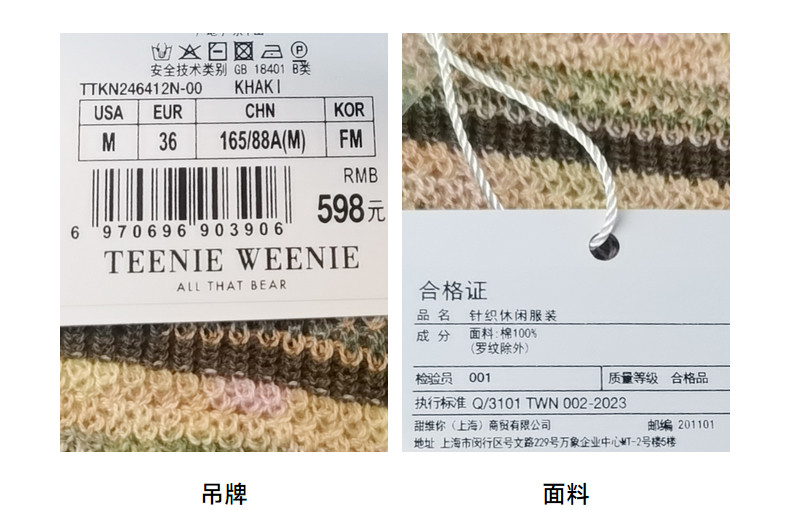 安全技术类别 GB 18401 B类
TTKN246412N-00 KHAKI
USA EUR CHN KOR
M 36 165/88A(M) FM
RMB
598元
6 970696 903906
TEENIE WEENIE
ALL THAT BEAR
吊牌
合格证
品 名 针织休闲服装
成 分 面料:棉100%
(罗纹除外)
检验员 001 质量等级 合格品
执行标准 Q/3101 TWN 002-2023
甜维你（上海）商贸有限公司 邮编 201101
地址 上海市闵行区号文路229号万象企业中心MT-2号楼5楼
面料